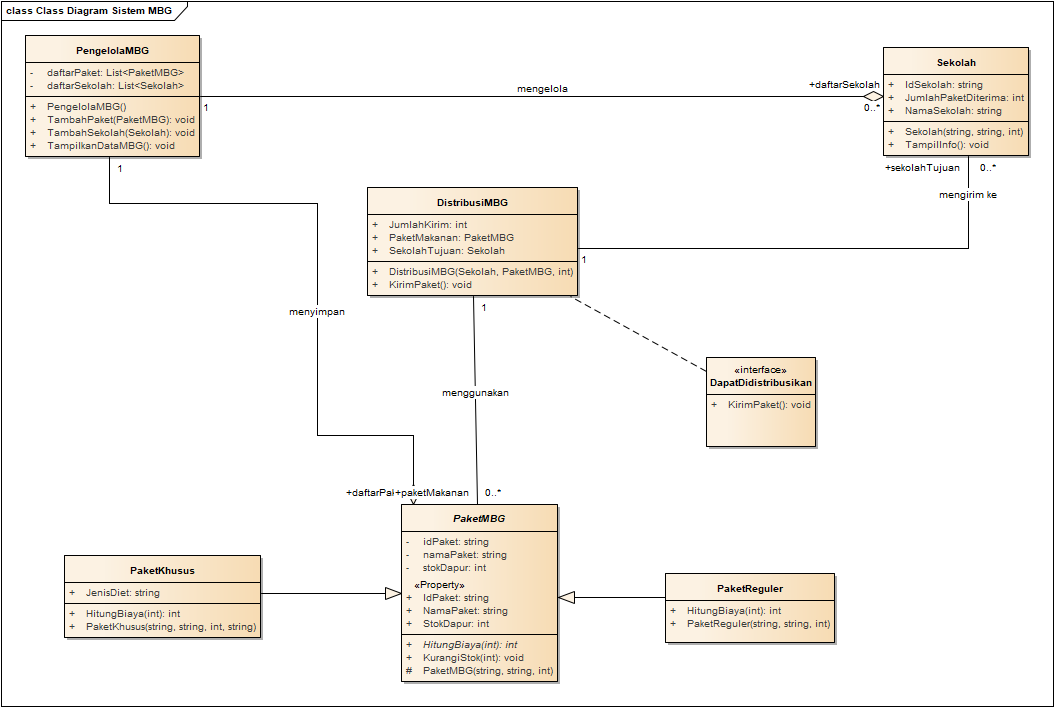 class Class Diagram Sistem MBG
PengelolaMBG
- daftarPaket: List<PaketMBG>
- daftarSekolah: List<Sekolah>
+ PengelolaMBG()
+ TambahPaket(PaketMBG): void
+ TambahSekolah(Sekolah): void
+ TampilkanDataMBG(): void
1
1
mengelola
+daftarSekolah
0..*
Sekolah
+ IdSekolah: string
+ JumlahPaketDiterima: int
+ NamaSekolah: string
+ Sekolah(string, string, int)
+ TampilInfo(): void
+sekolahTujuan
0..*
mengirim ke
DistribusiMBG
+ JumlahKirim: int
+ PaketMakanan: PaketMBG
+ SekolahTujuan: Sekolah
+ DistribusiMBG(Sekolah, PaketMBG, int)
+ KirimPaket(): void
1
1
menyimpan
menggunakan
«interface»
DapatDidistribusikan
+ KirimPaket(): void
+daftarPal+paketMakanan
0..*
PaketMBG
- idPaket: string
- namaPaket: string
- stokDapur: int
«Property»
+ IdPaket: string
+ NamaPaket: string
+ StokDapur: int
+ HitungBiaya(int): int
+ KurangiStok(int): void
# PaketMBG(string, string, int)
PaketKhusus
+ JenisDiet: string
+ HitungBiaya(int): int
+ PaketKhusus(string, string, int, string)
PaketReguler
+ HitungBiaya(int): int
+ PaketReguler(string, string, int)